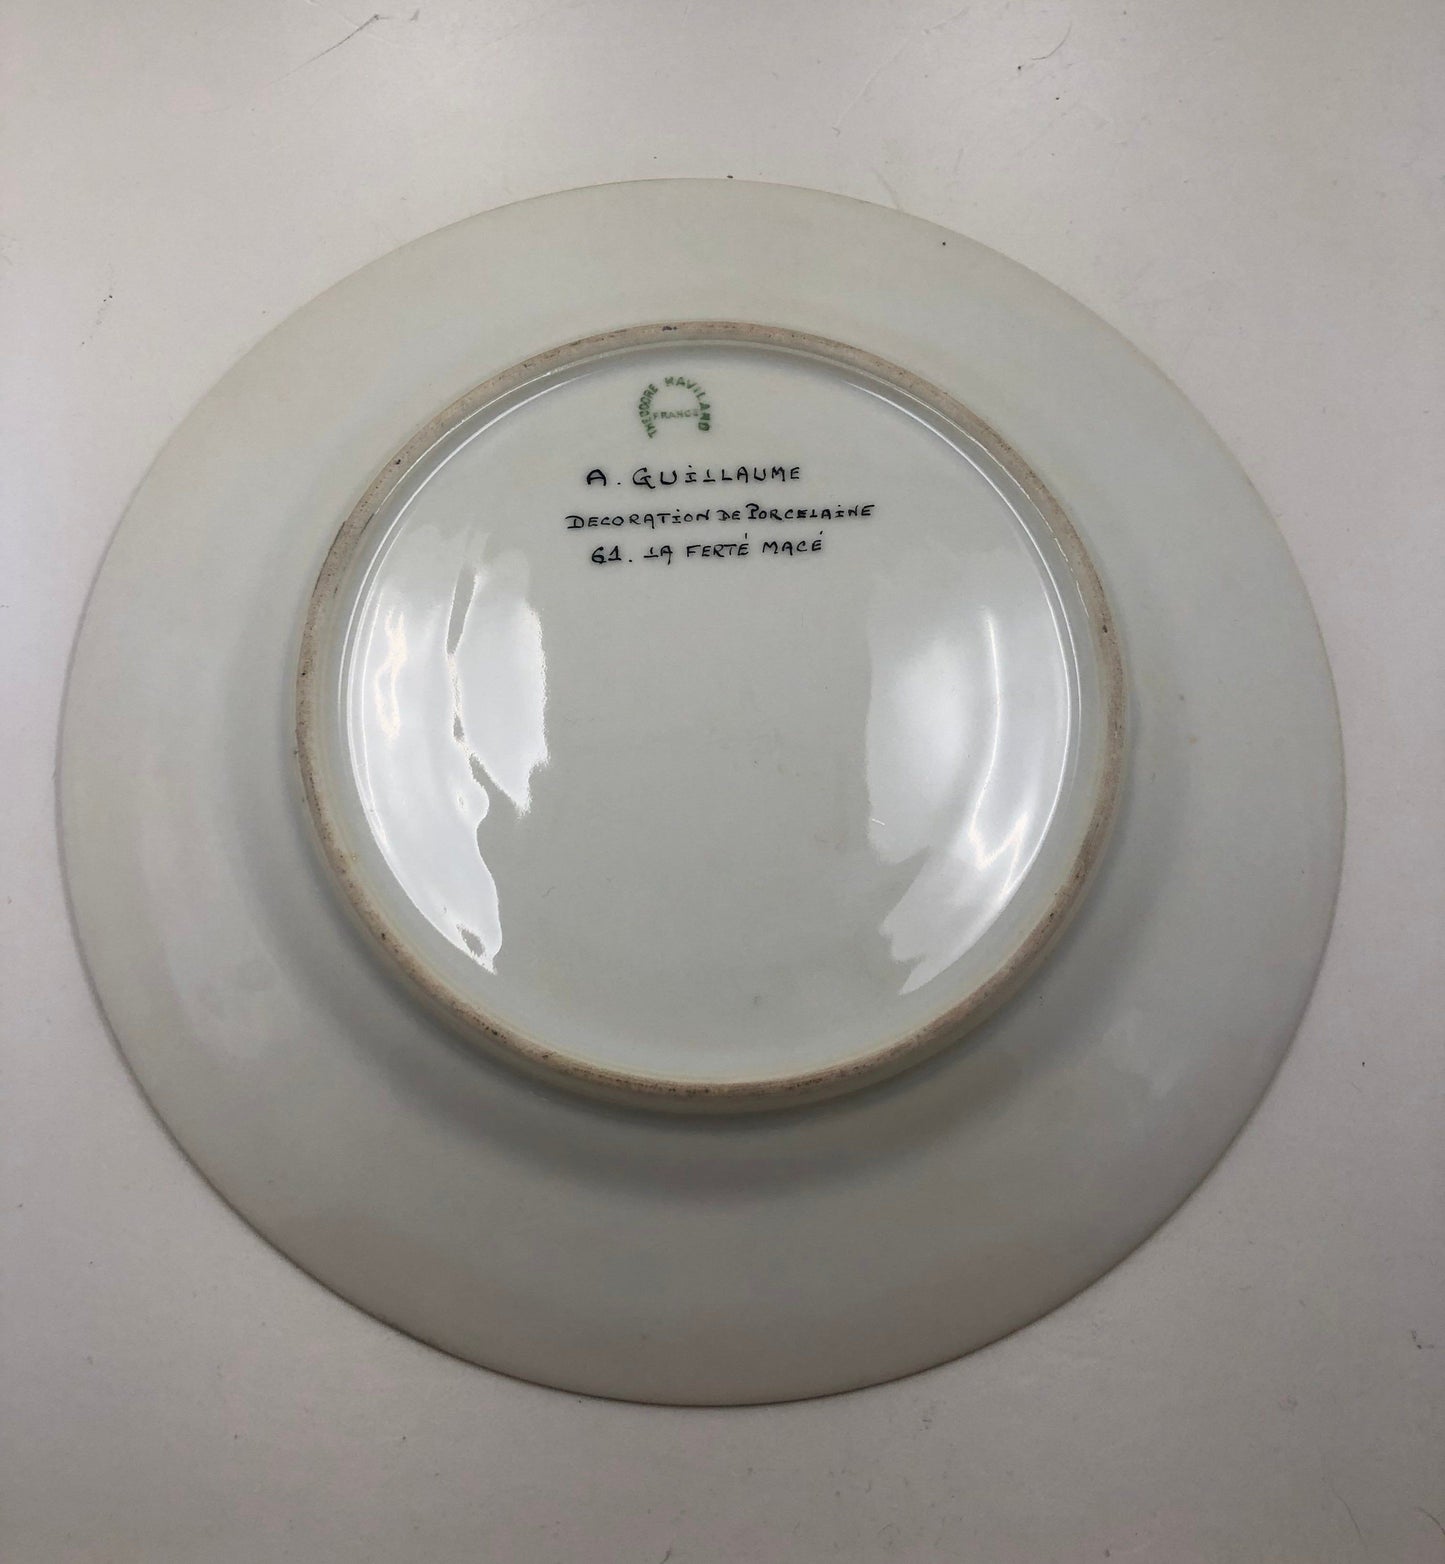 THEODORE HAVILAND
FRANCE
A. GUILLAUME
DECORATION DE PORCELAINE
61. LA FERTÉ MACÉ